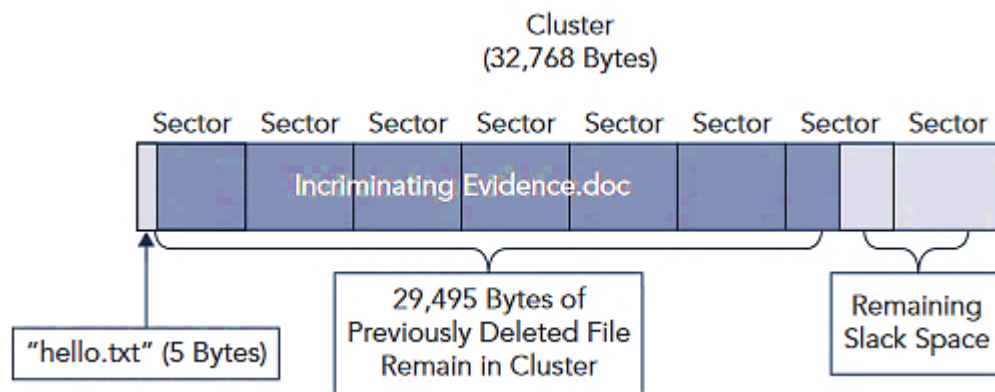 Cluster
(32,768 Bytes)
Sector Sector Sector Sector Sector Sector Sector Sector
Incriminating Evidence.doc
"hello.txt" (5 Bytes)
29,495 Bytes of
Previously Deleted File
Remain in Cluster
Remaining
Slack Space